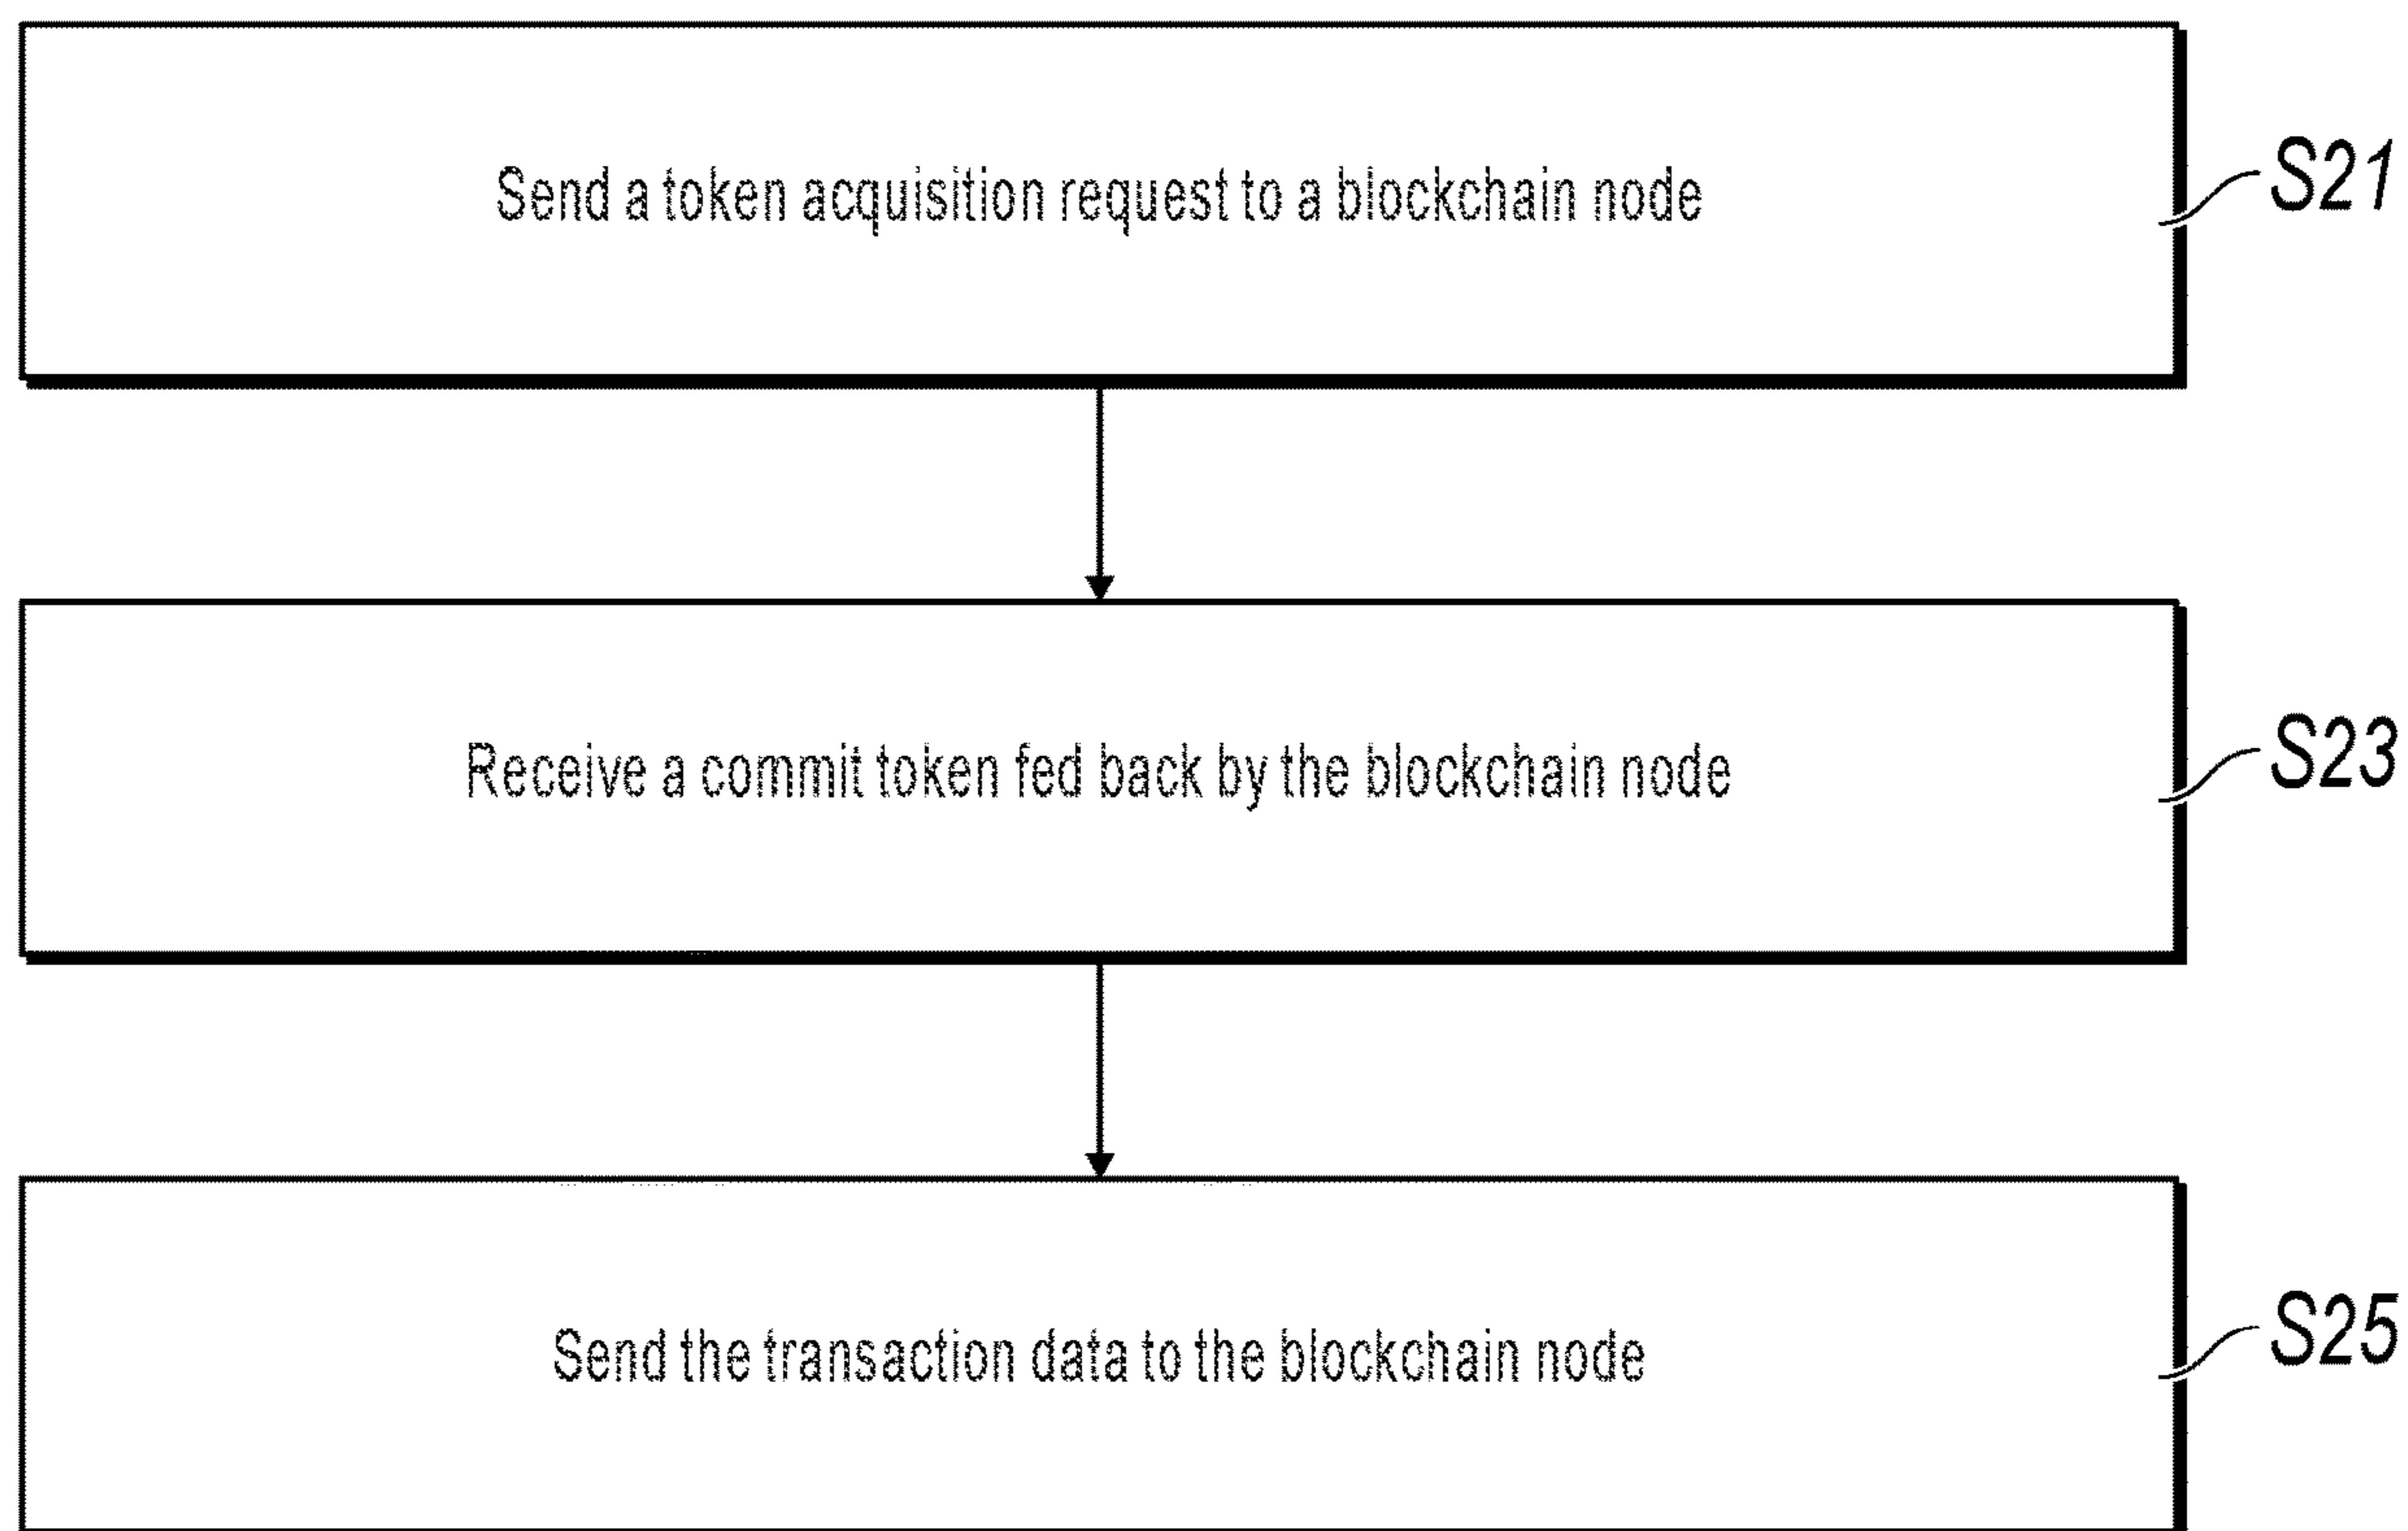 Send a token acquisition request to a blockchain node
S21
Receive a commit token fed back by the blockchain node
S23
Send the transaction data to the blockchain node
S25